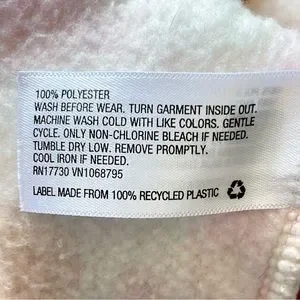 100% POLYESTER
WASH BEFORE WEAR. TURN GARMENT INSIDE OUT.
MACHINE WASH COLD WITH LIKE COLORS. GENTLE
CYCLE. ONLY NON-CHLORINE BLEACH IF NEEDED.
TUMBLE DRY LOW. REMOVE PROMPTLY.
COOL IRON IF NEEDED.
RN17730 VN1068795
LABEL MADE FROM 100% RECYCLED PLASTIC